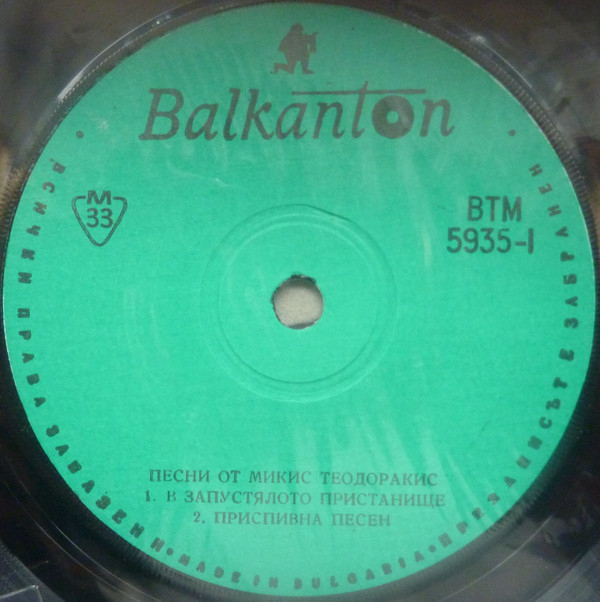 Balkanton
M
33
ВТМ
5935-I
ПЕСНИ ОТ МИКИС ТЕОДОРАКИС
1. В ЗАПУСТЯЛОТО ПРИСТАНИЩЕ
2. ПРИСПИВНА ПЕСЕН
• ВСИЧКИ ПРАВА ЗАПАЗЕНИ • MADE IN BULGARIA • ПРЕЗАПИСЪТ Е ЗАБРАНЕН •